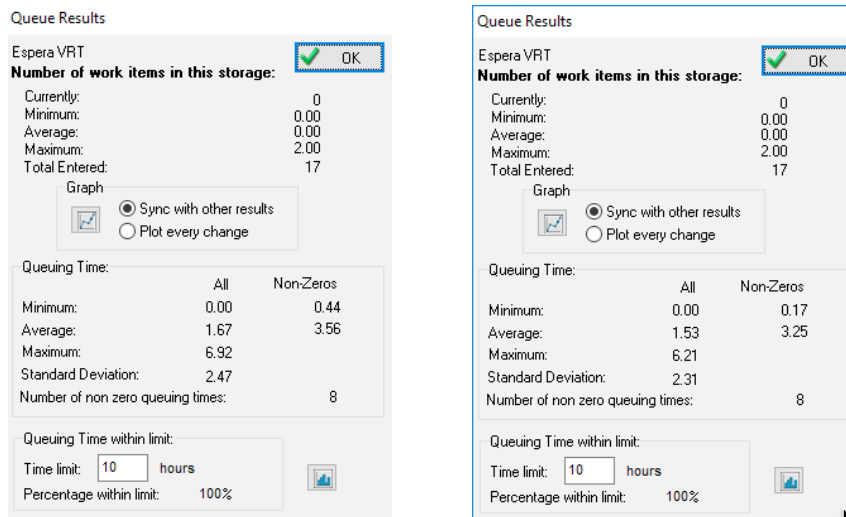 Queue Results
Espera VRT
OK
Number of work items in this storage:
Currently: 0
Minimum: 0.00
Average: 0.00
Maximum: 2.00
Total Entered: 17
Graph
Sync with other results
Plot every change
Queuing Time:
All Non-Zeros
Minimum: 0.00 0.44
Average: 1.67 3.56
Maximum: 6.92
Standard Deviation: 2.47
Number of non zero queuing times: 8
Queuing Time within limit:
Time limit: 10 hours
Percentage within limit: 100%
Queue Results
Espera VRT
OK
Number of work items in this storage:
Currently: 0
Minimum: 0.00
Average: 0.00
Maximum: 2.00
Total Entered: 17
Graph
Sync with other results
Plot every change
Queuing Time:
All Non-Zeros
Minimum: 0.00 0.17
Average: 1.53 3.25
Maximum: 6.21
Standard Deviation: 2.31
Number of non zero queuing times: 8
Queuing Time within limit:
Time limit: 10 hours
Percentage within limit: 100%